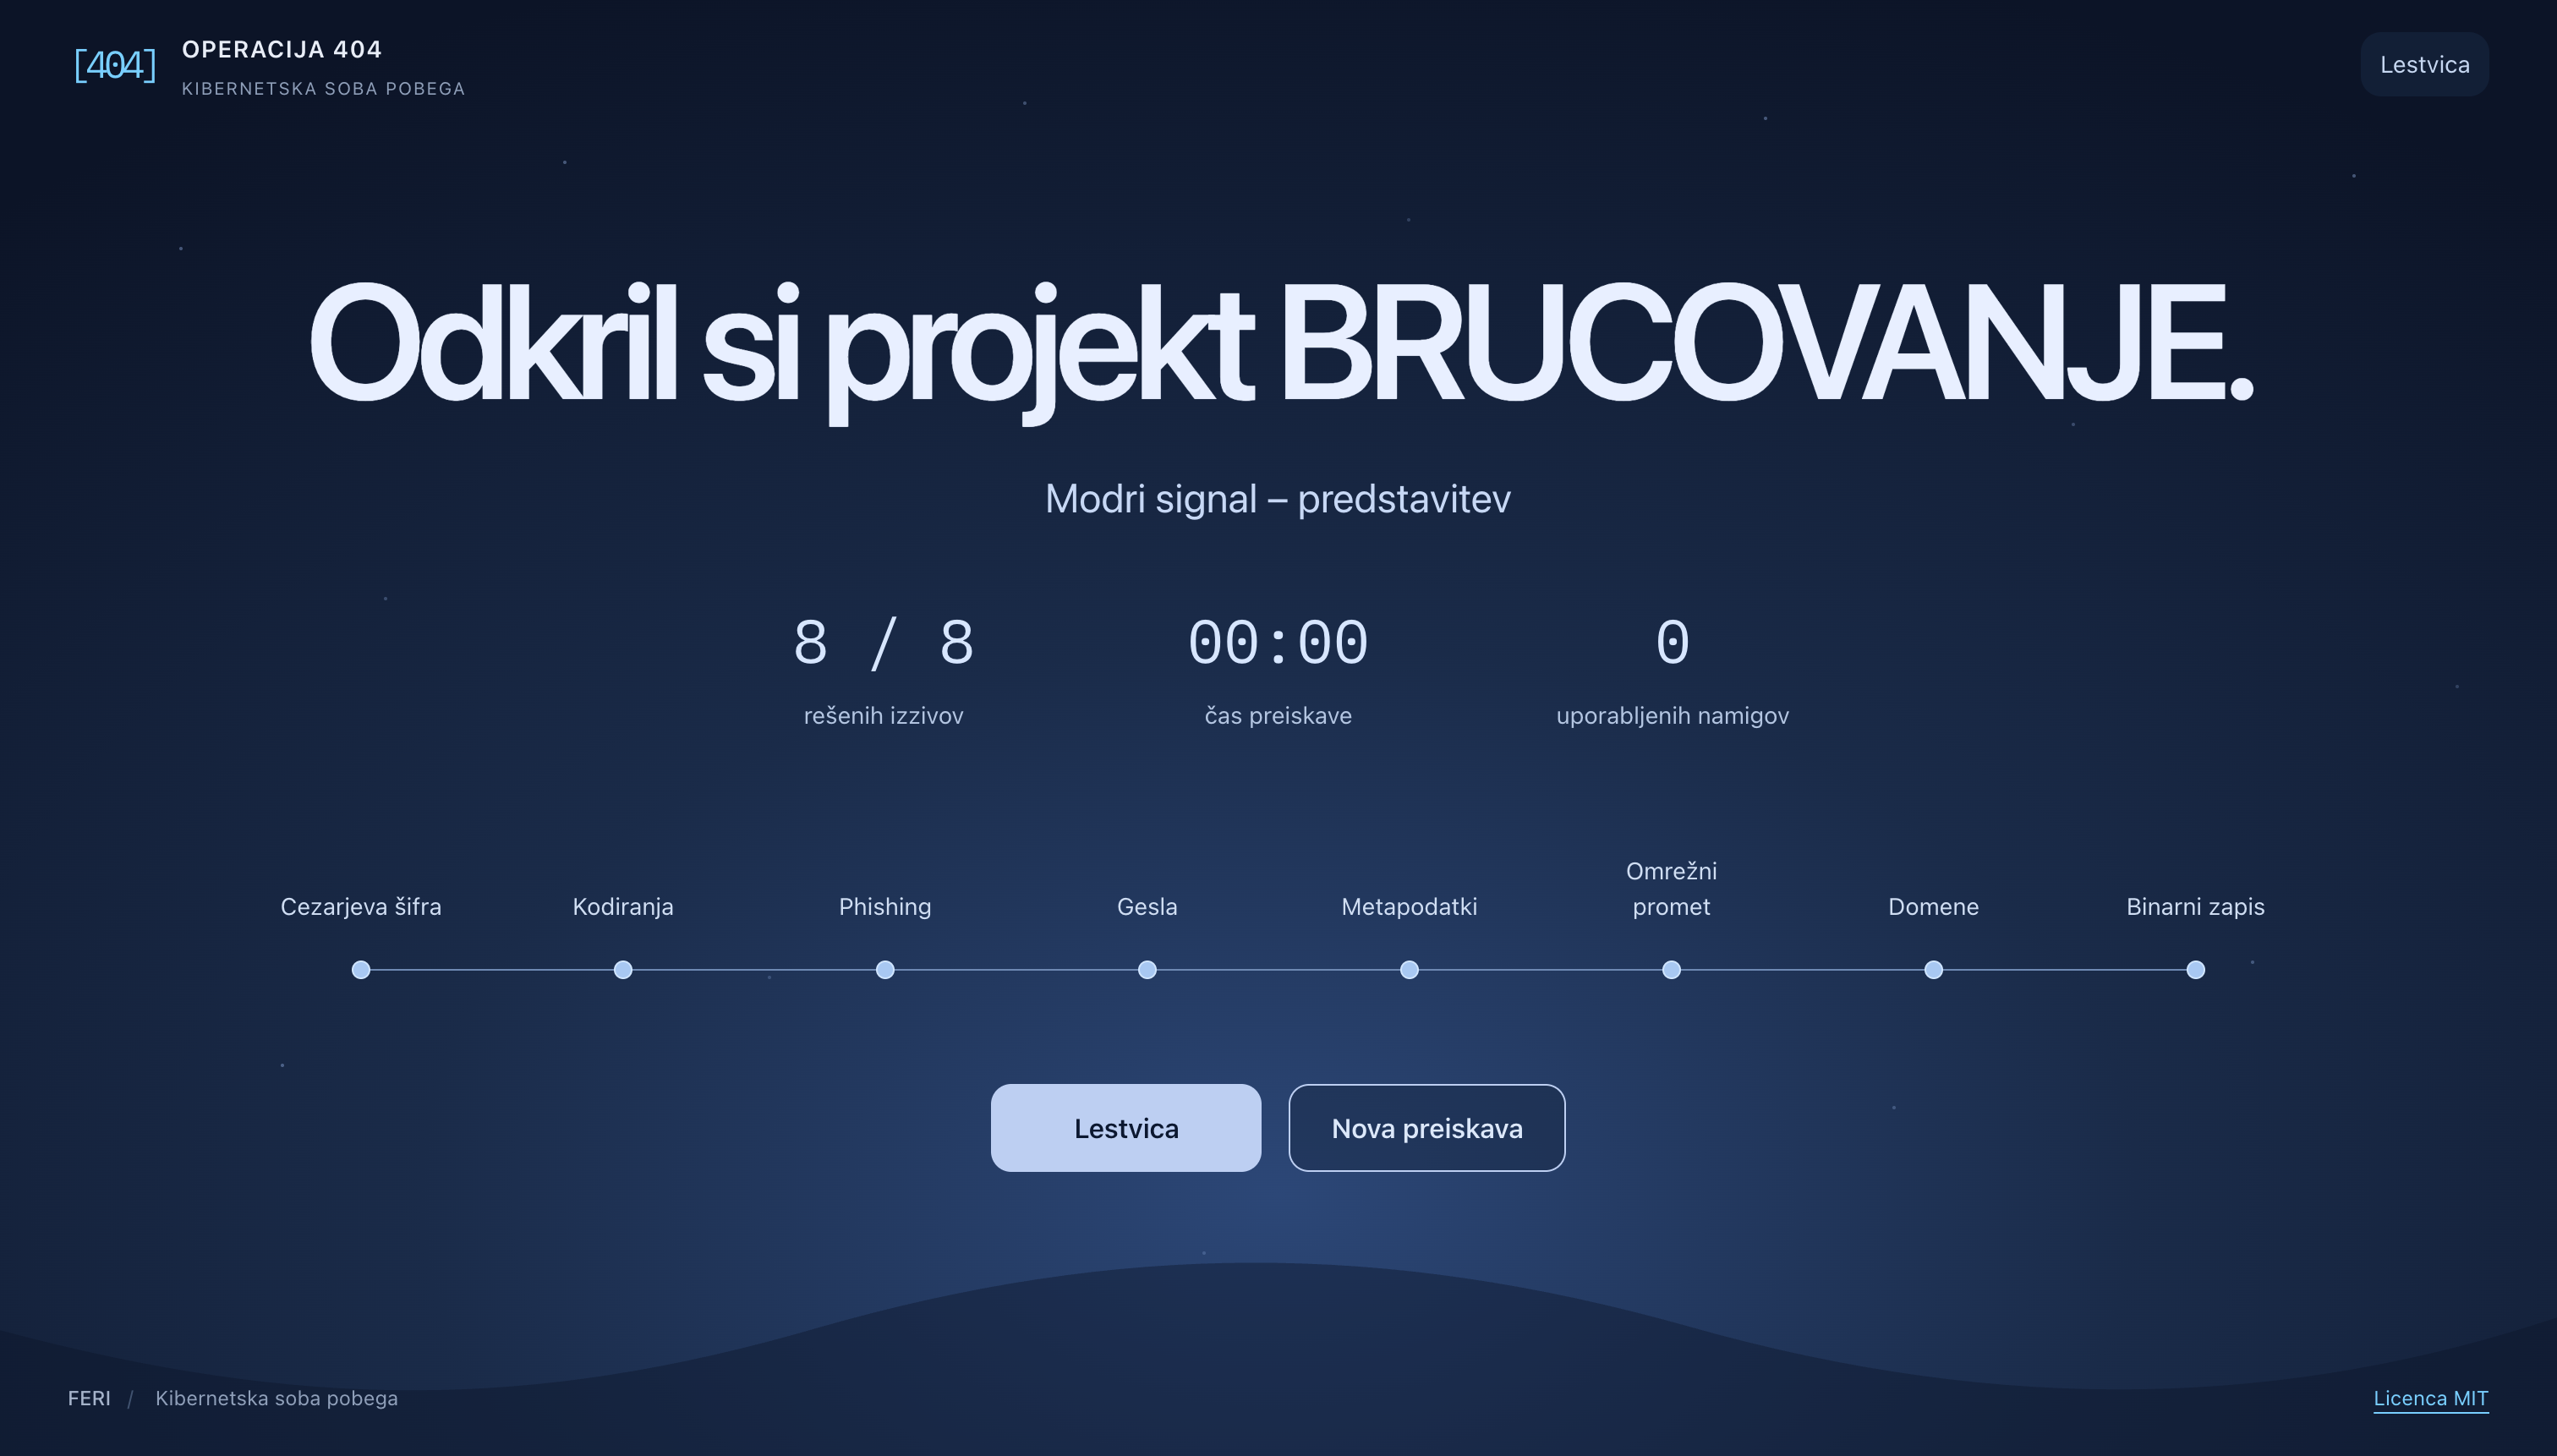 [404]
OPERACIJA 404
KIBERNETSKA SOBA POBEGA
Lestvica
Odkril si projekt BRUCOVANJE.
Modri signal – predstavitev
8 / 8
rešenih izzivov
00:00
čas preiskave
0
uporabljenih namigov
Cezarjeva šifra
Kodiranja
Phishing
Gesla
Metapodatki
Omrežni
promet
Domene
Binarni zapis
Lestvica
Nova preiskava
FERI / Kibernetska soba pobega
Licenca MIT